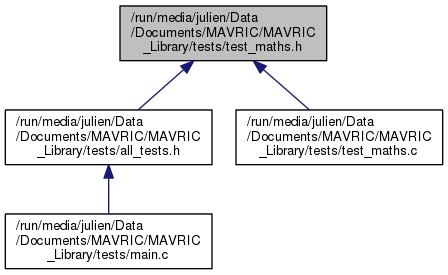 /run/media/julien/Data
/Documents/MAVRIC/MAVRIC
_Library/tests/test_maths.h
/run/media/julien/Data
/Documents/MAVRIC/MAVRIC
_Library/tests/all_tests.h
/run/media/julien/Data
/Documents/MAVRIC/MAVRIC
_Library/tests/test_maths.c
/run/media/julien/Data
/Documents/MAVRIC/MAVRIC
_Library/tests/main.c